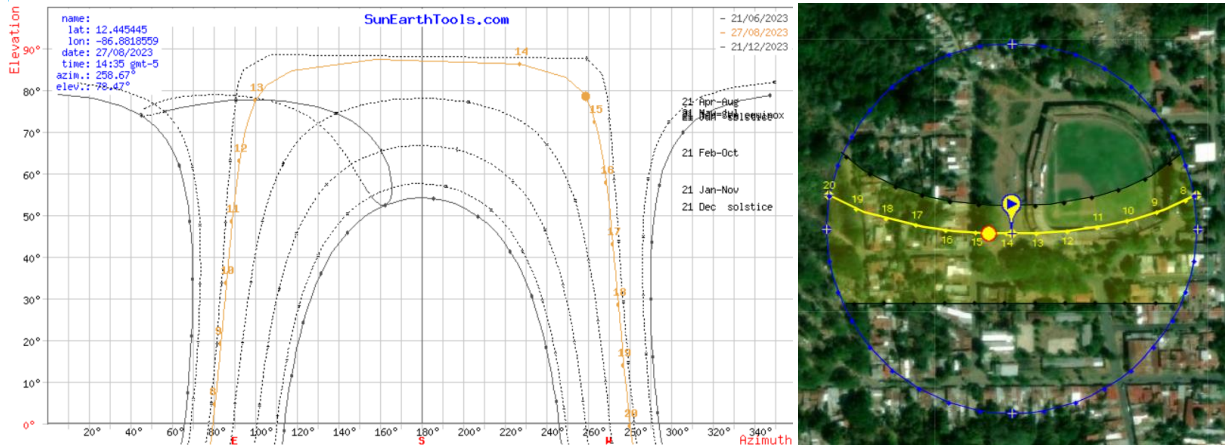 name:
lat: 12.445445
lon: -86.8818559
date: 27/08/2023
time: 14:35 gmt-5
azim.: 258.67°
elev.: 78.47°
SunEarthTools.com
– 21/06/2023
– 27/08/2023
– 21/12/2023
Elevation
90°
80°
70°
60°
50°
40°
30°
20°
10°
0°
14
13
15
12
16
11
17
10
18
9
19
8
20
21 Apr-Aug
21 Feb-Oct
21 Jan-Nov
21 Dec solstice
20° 40° 60° 80° 100° 120° 140° 160° 180° 200° 220° 240° 260° 280° 300° 320° 340°
E S W Azimuth
20
19
18
17
16
15
14
13
12
11
10
9
8